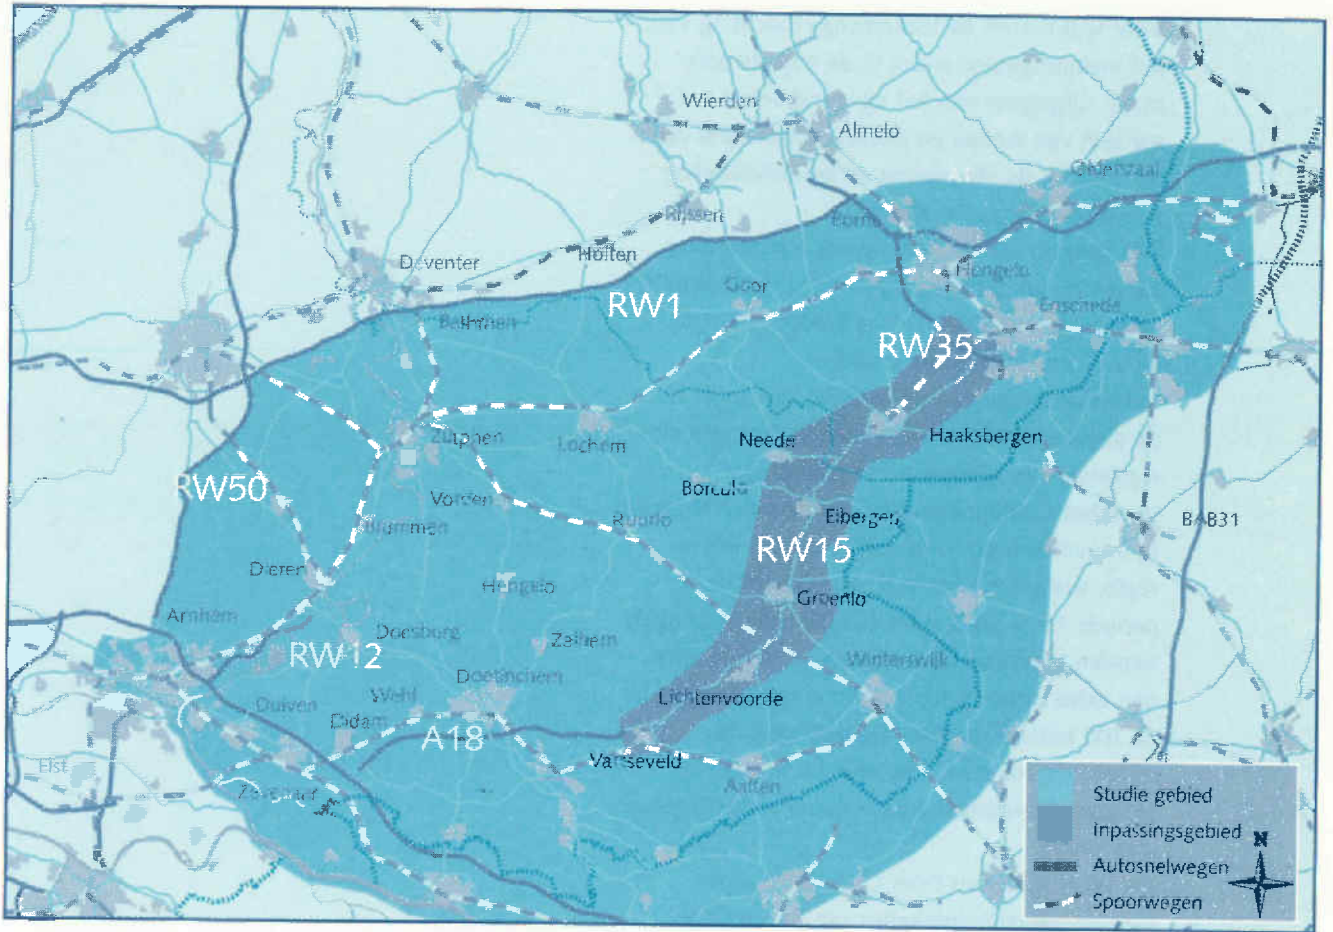 Wierden
Almelo
Oldenzaal
A1
Rijssen
Borne
Holten
Deventer
Hengelo
Goor
RW1
Enschede
Bathmen
RW35
Zutphen
Lochem
Neede
Haaksbergen
RW50
Borculo
Vorden
Ruurlo
Eibergen
BAB31
Brummen
RW15
Dieren
Hengelo
Groenlo
Arnhem
Doesburg
Zelhem
RW12
Winterswijk
Doetinchem
Wehl
Lichtenvoorde
Duiven
Didam
A18
Varsseveld
Elst
Aalten
Zevenaar
Studie gebied
Inpassingsgebied
N
Autosnelwegen
Spoorwegen